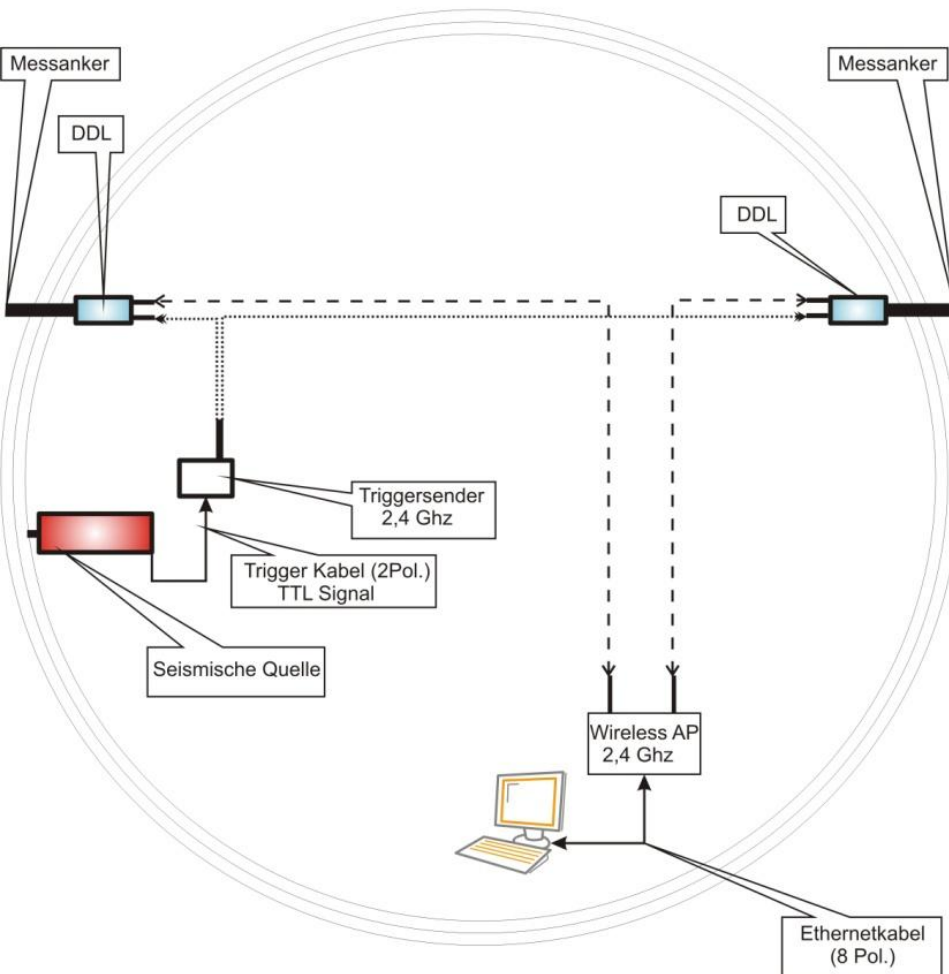 Messanker
Messanker
DDL
DDL
Triggersender
2,4 Ghz
Trigger Kabel (2Pol.)
TTL Signal
Seismische Quelle
Wireless AP
2,4 Ghz
Ethernetkabel
(8 Pol.)